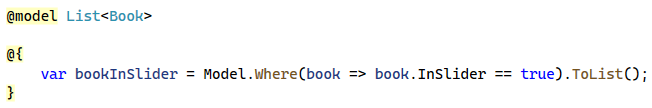 @model List<Book>
@{
var bookInSlider = Model.Where(book => book.InSlider == true).ToList();
}